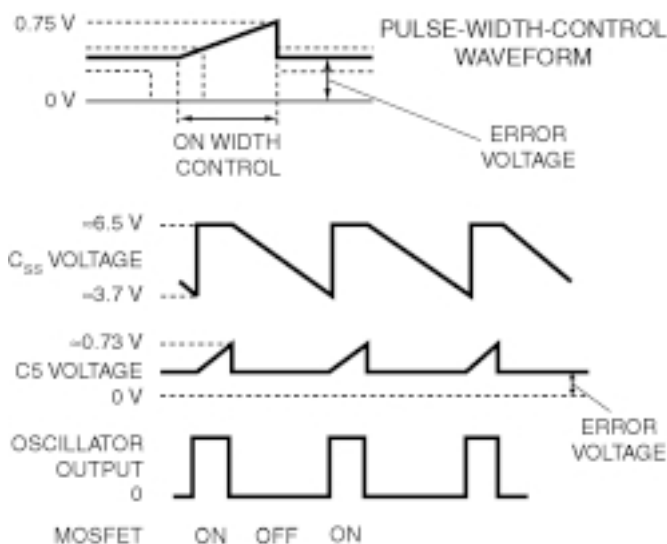 0.75 V
PULSE-WIDTH-CONTROL
WAVEFORM
0 V
ON WIDTH
CONTROL
ERROR
VOLTAGE
≈6.5 V
CSS VOLTAGE
≈3.7 V
≈0.73 V
C5 VOLTAGE
0 V
ERROR
VOLTAGE
OSCILLATOR
OUTPUT
0
MOSFET ON OFF ON